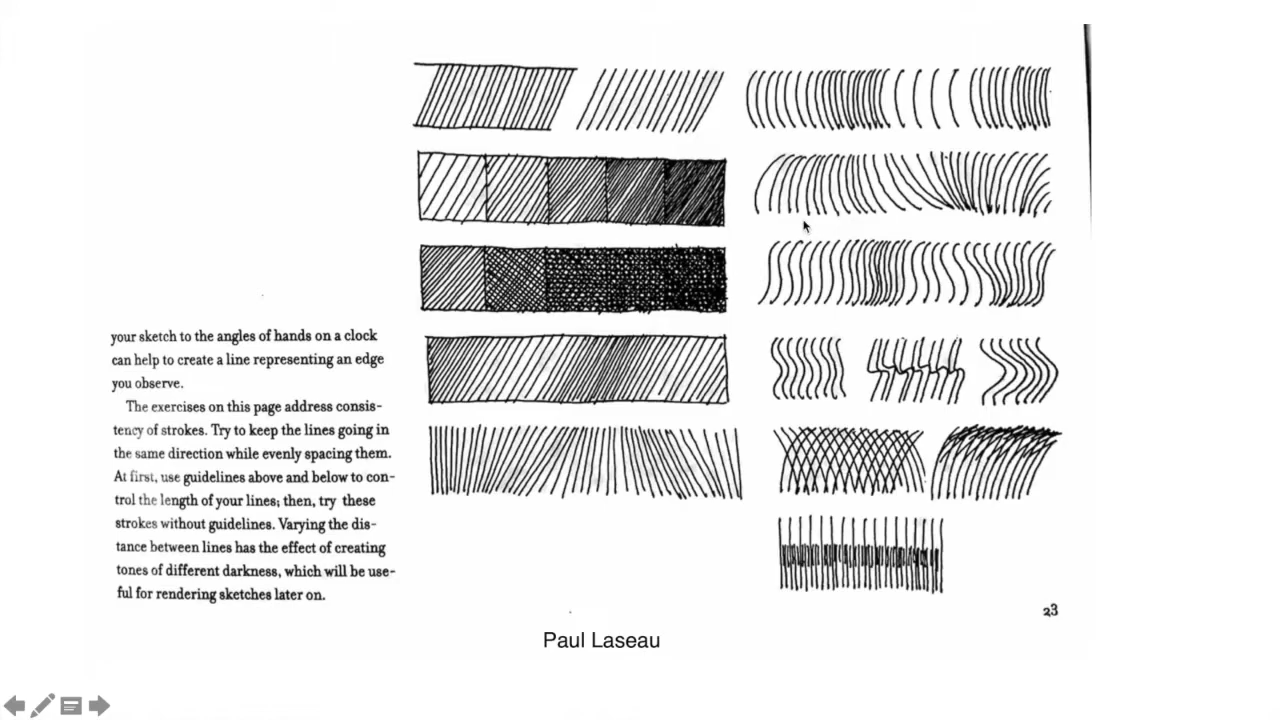 your sketch to the angles of hands on a clock
can help to create a line representing an edge
you observe.
The exercises on this page address consis-
tency of strokes. Try to keep the lines going in
the same direction while evenly spacing them.
At first, use guidelines above and below to con-
trol the length of your lines; then, try these
strokes without guidelines. Varying the dis-
tance between lines has the effect of creating
tones of different darkness, which will be use-
ful for rendering sketches later on.
23
Paul Laseau